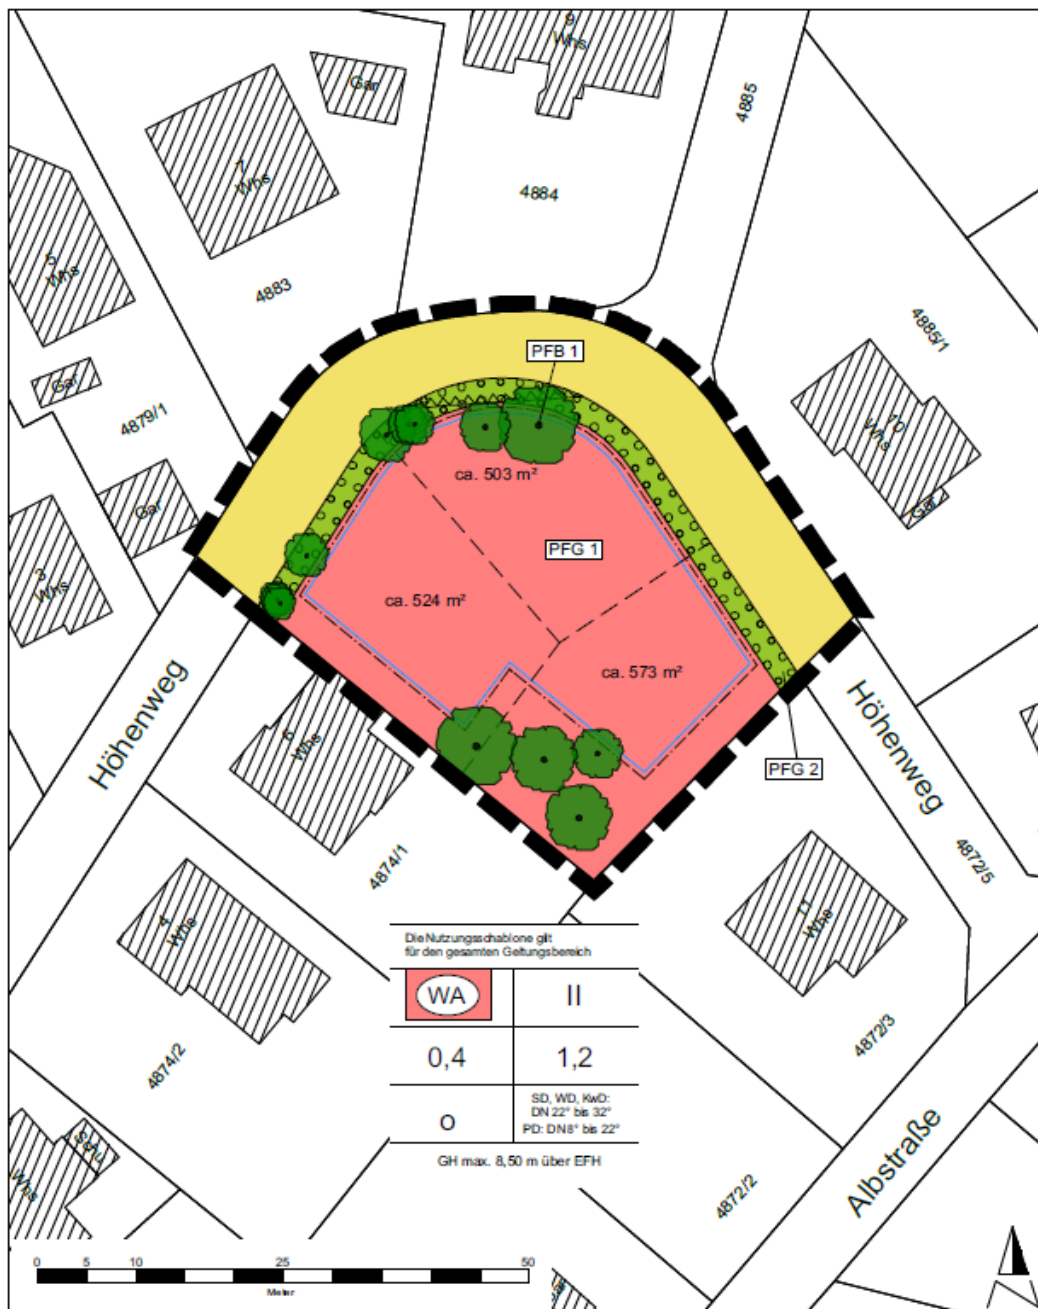 9
Whs
Gar
4885
7
Whs
4884
5
Whs
4883
4885/1
PFB 1
Gar
4879/1
10
Whs
ca. 503 m²
Gar
Gar
PFG 1
3
Whs
ca. 524 m²
ca. 573 m²
Höhenweg
Höhenweg
6
Whs
PFG 2
4874/1
4872/5
11
Whs
4
Whs
Die Nutzungsschablone gilt
für den gesamten Geltungsbereich
WA
II
4872/3
0,4
1,2
4874/2
SD, WD, KwD:
DN 22° bis 32°
PD: DN 8° bis 22°
o
Schu
GH max. 8,50 m über EFH
Albstraße
Whs
4872/2
0 5 10 25 50
Meter